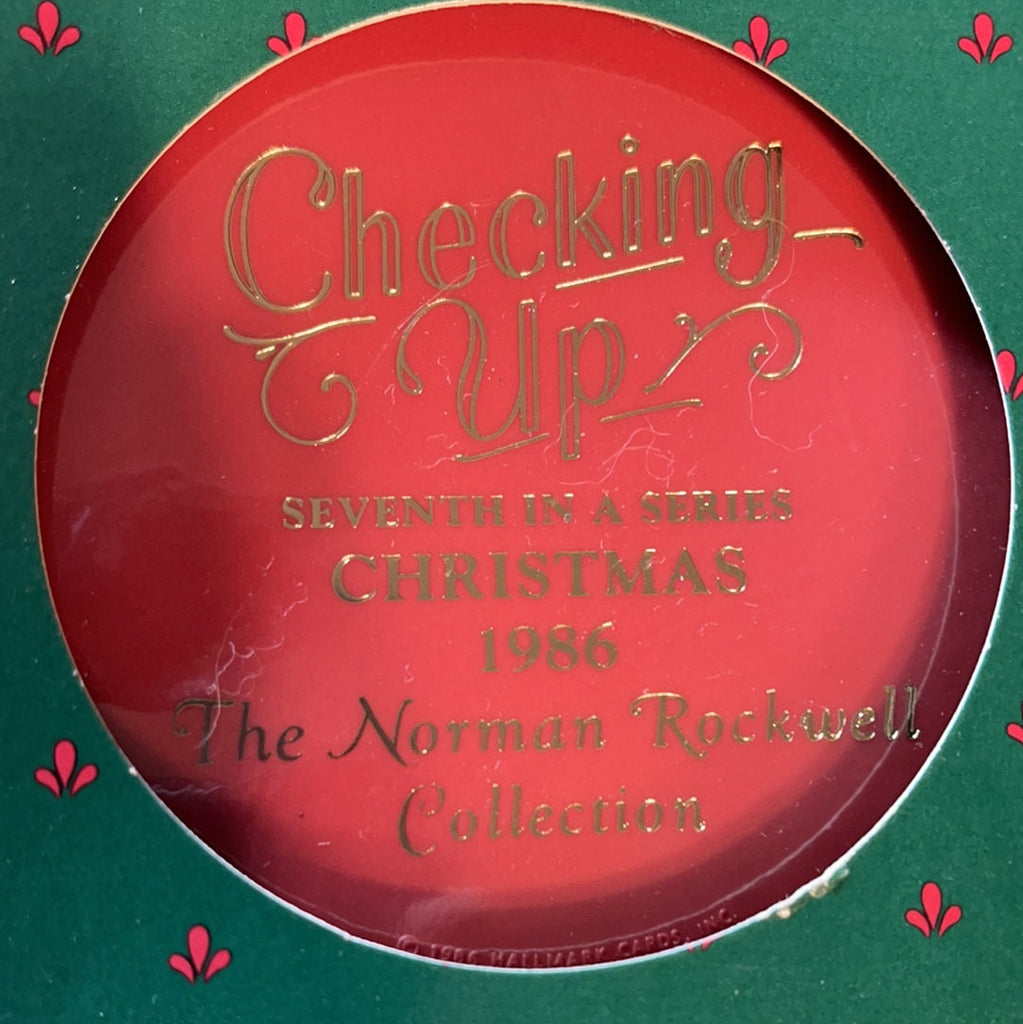 Checking
Up
SEVENTH IN A SERIES
CHRISTMAS
1986
The Norman Rockwell
Collection
© 1986 HALLMARK CARDS, INC.